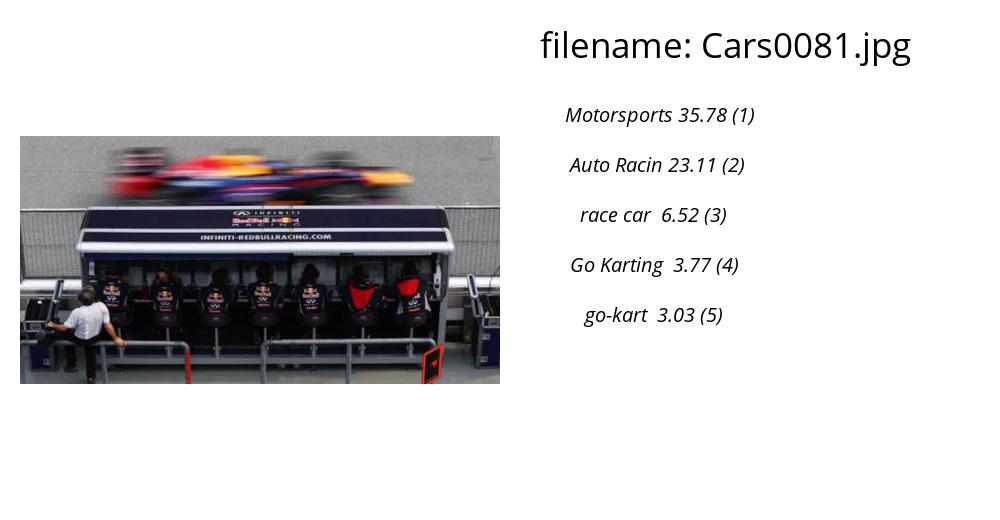 filename: Cars0081.jpg
Motorsports 35.78 (1)
Auto Racin 23.11 (2)
race car 6.52 (3)
Go Karting 3.77 (4)
go-kart 3.03 (5)
INFINITI
Red Bull
RACING
INFINITI-REDBULLRACING.COM